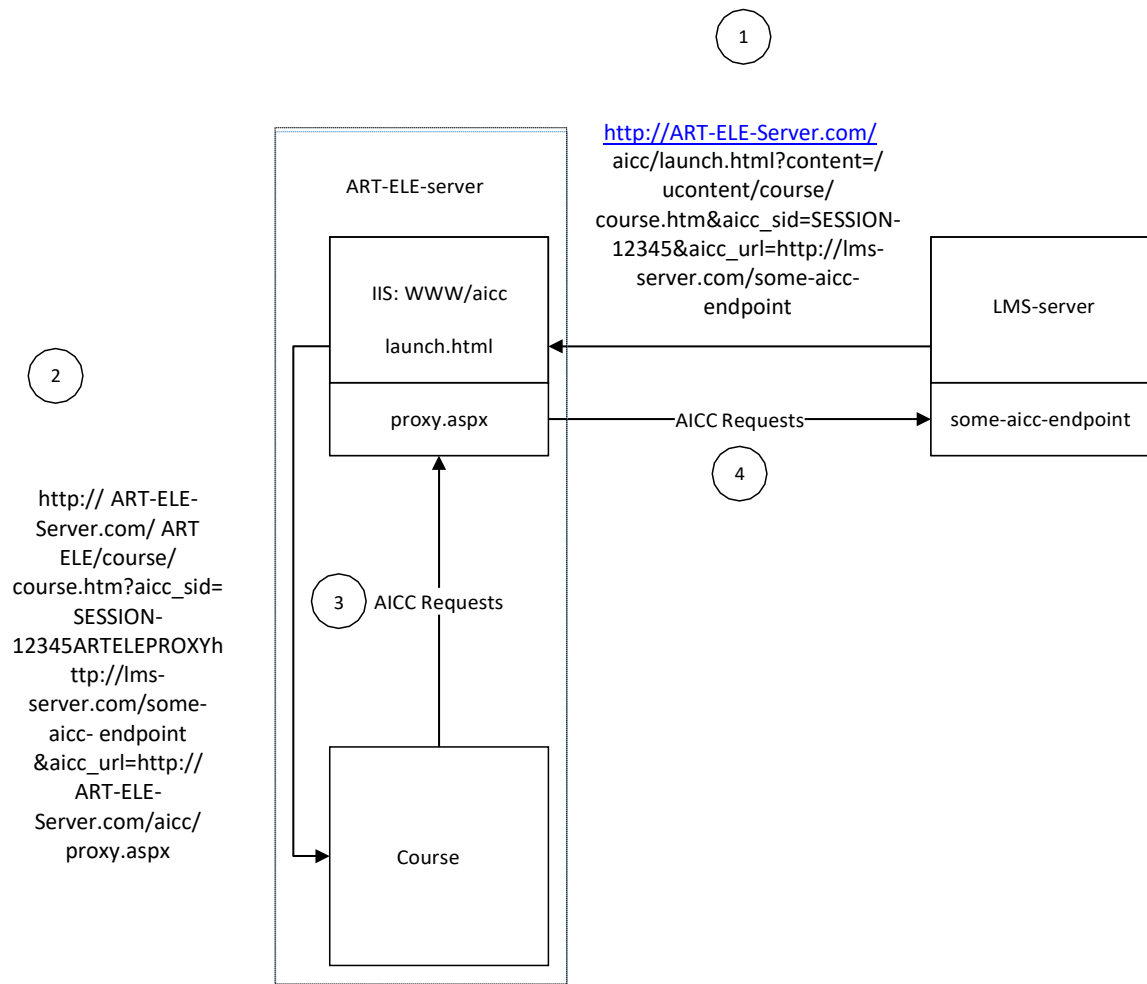 1
http://ART-ELE-Server.com/
aicc/launch.html?content=/
ucontent/course/
course.htm&aicc_sid=SESSION-
12345&aicc_url=http://lms-
server.com/some-aicc-
endpoint
ART-ELE-server
IIS: WWW/aicc
launch.html
LMS-server
2
proxy.aspx
AICC Requests
some-aicc-endpoint
4
http:// ART-ELE-
Server.com/ ART
ELE/course/
course.htm?aicc_sid=
SESSION-
12345ARTELEPROXYh
ttp://lms-
server.com/some-
aicc- endpoint
&aicc_url=http://
ART-ELE-
Server.com/aicc/
proxy.aspx
3
AICC Requests
Course